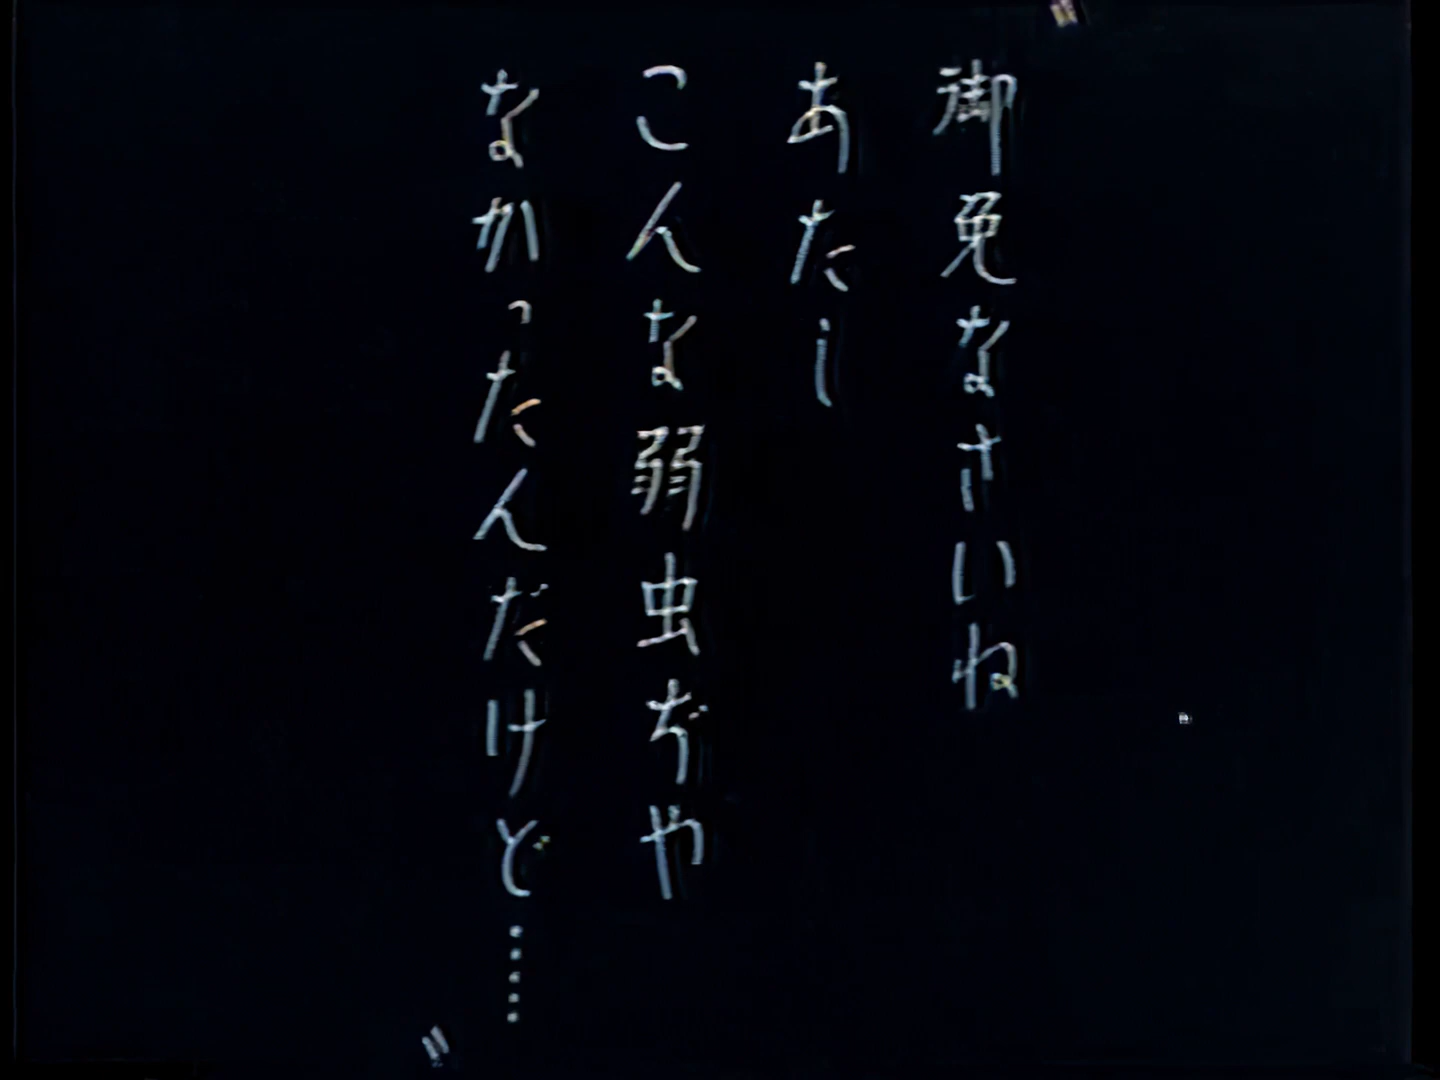 御免なさいね
あたし
こんな弱虫ぢや
なかったんだけど……